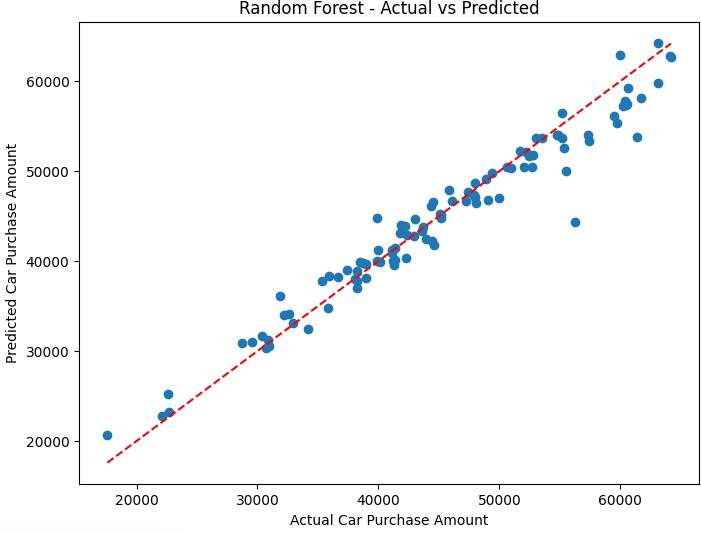 Random Forest - Actual vs Predicted
Predicted Car Purchase Amount
60000
50000
40000
30000
20000
20000 30000 40000 50000 60000
Actual Car Purchase Amount